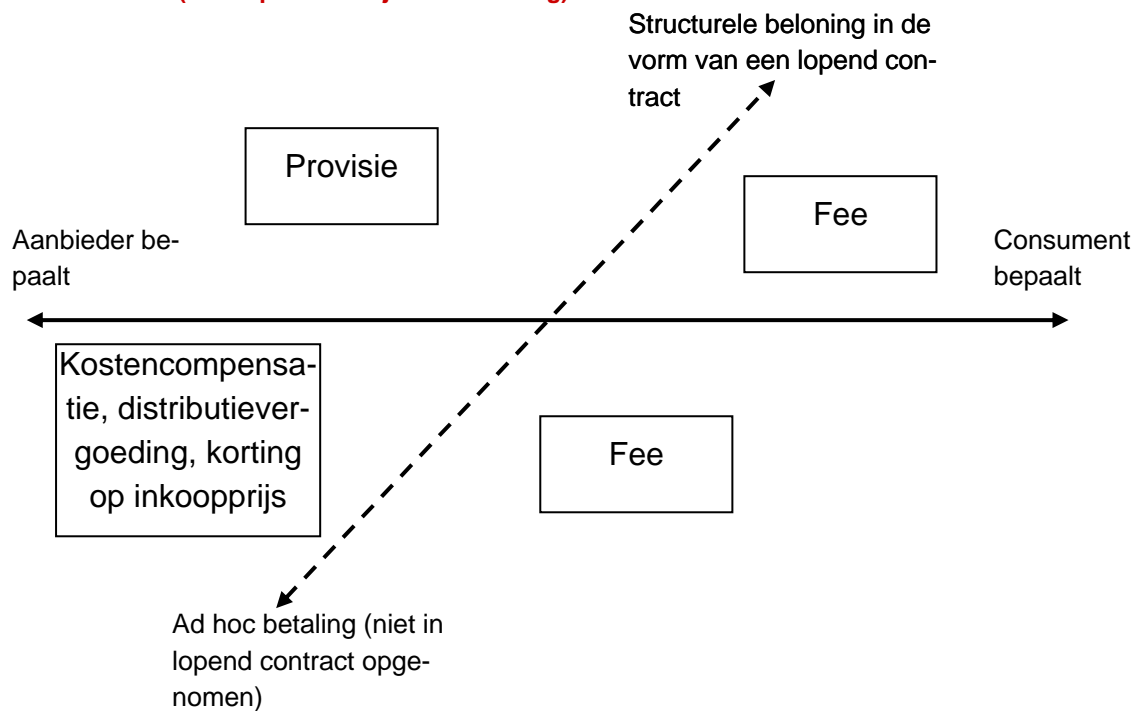 Structurele beloning in de
vorm van een lopend con-
tract
Provisie
Fee
Aanbieder be-
paalt
Consument
bepaalt
Kostencompensa-
tie, distributiever-
goeding, korting
op inkoopprijs
Fee
Ad hoc betaling (niet in
lopend contract opge-
nomen)